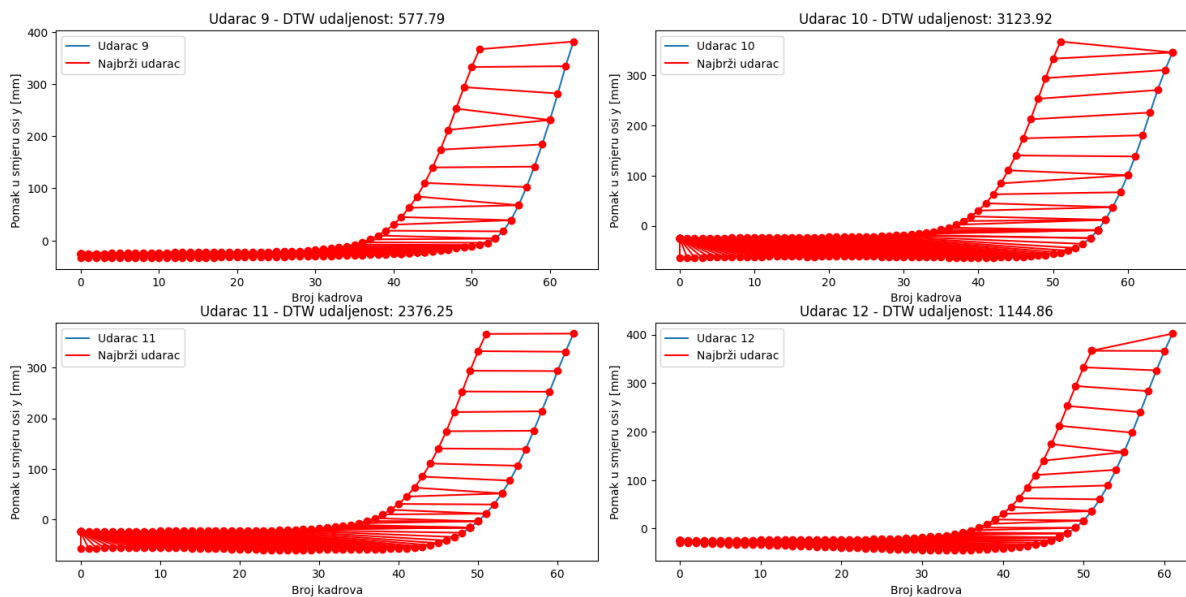 Udarac 9 - DTW udaljenost: 577.79
400
300
200
100
0
Pomak u smjeru osi y [mm]
Udarac 9
Najbrži udarac
0 10 20 30 40 50 60
Broj kadrova
Udarac 10 - DTW udaljenost: 3123.92
300
200
100
0
Pomak u smjeru osi y [mm]
Udarac 10
Najbrži udarac
0 10 20 30 40 50 60
Broj kadrova
Udarac 11 - DTW udaljenost: 2376.25
300
200
100
0
Pomak u smjeru osi y [mm]
Udarac 11
Najbrži udarac
0 10 20 30 40 50 60
Broj kadrova
Udarac 12 - DTW udaljenost: 1144.86
400
300
200
100
0
Pomak u smjeru osi y [mm]
Udarac 12
Najbrži udarac
0 10 20 30 40 50 60
Broj kadrova